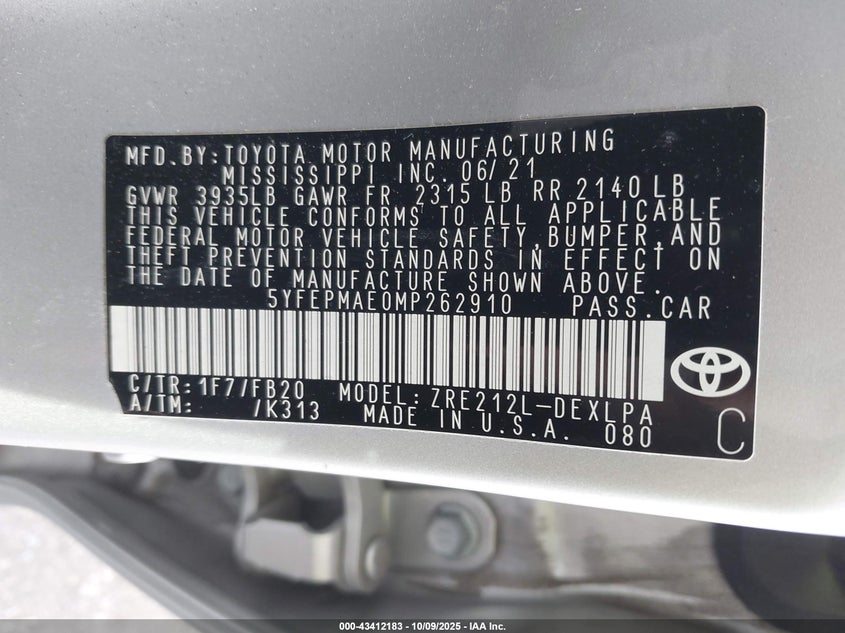 MFD.BY:TOYOTA MOTOR MANUFACTURING
MISSISSIPPI INC. 06/21
GVWR 3935LB GAWR FR 2315 LB RR 2140 LB
THIS VEHICLE CONFORMS TO ALL APPLICABLE
FEDERAL MOTOR VEHICLE SAFETY,BUMPER,AND
THEFT PREVENTION STANDARDS IN EFFECT ON
THE DATE OF MANUFACTURE SHOWN ABOVE.
5YFEPMAE0MP262910 PASS.CAR
C/TR: 1F7/FB20 MODEL: ZRE212L-DEXLPA
A/TM: /K313 MADE IN U.S.A. 080
C
000-43412183 - 10/09/2025 - IAA Inc.